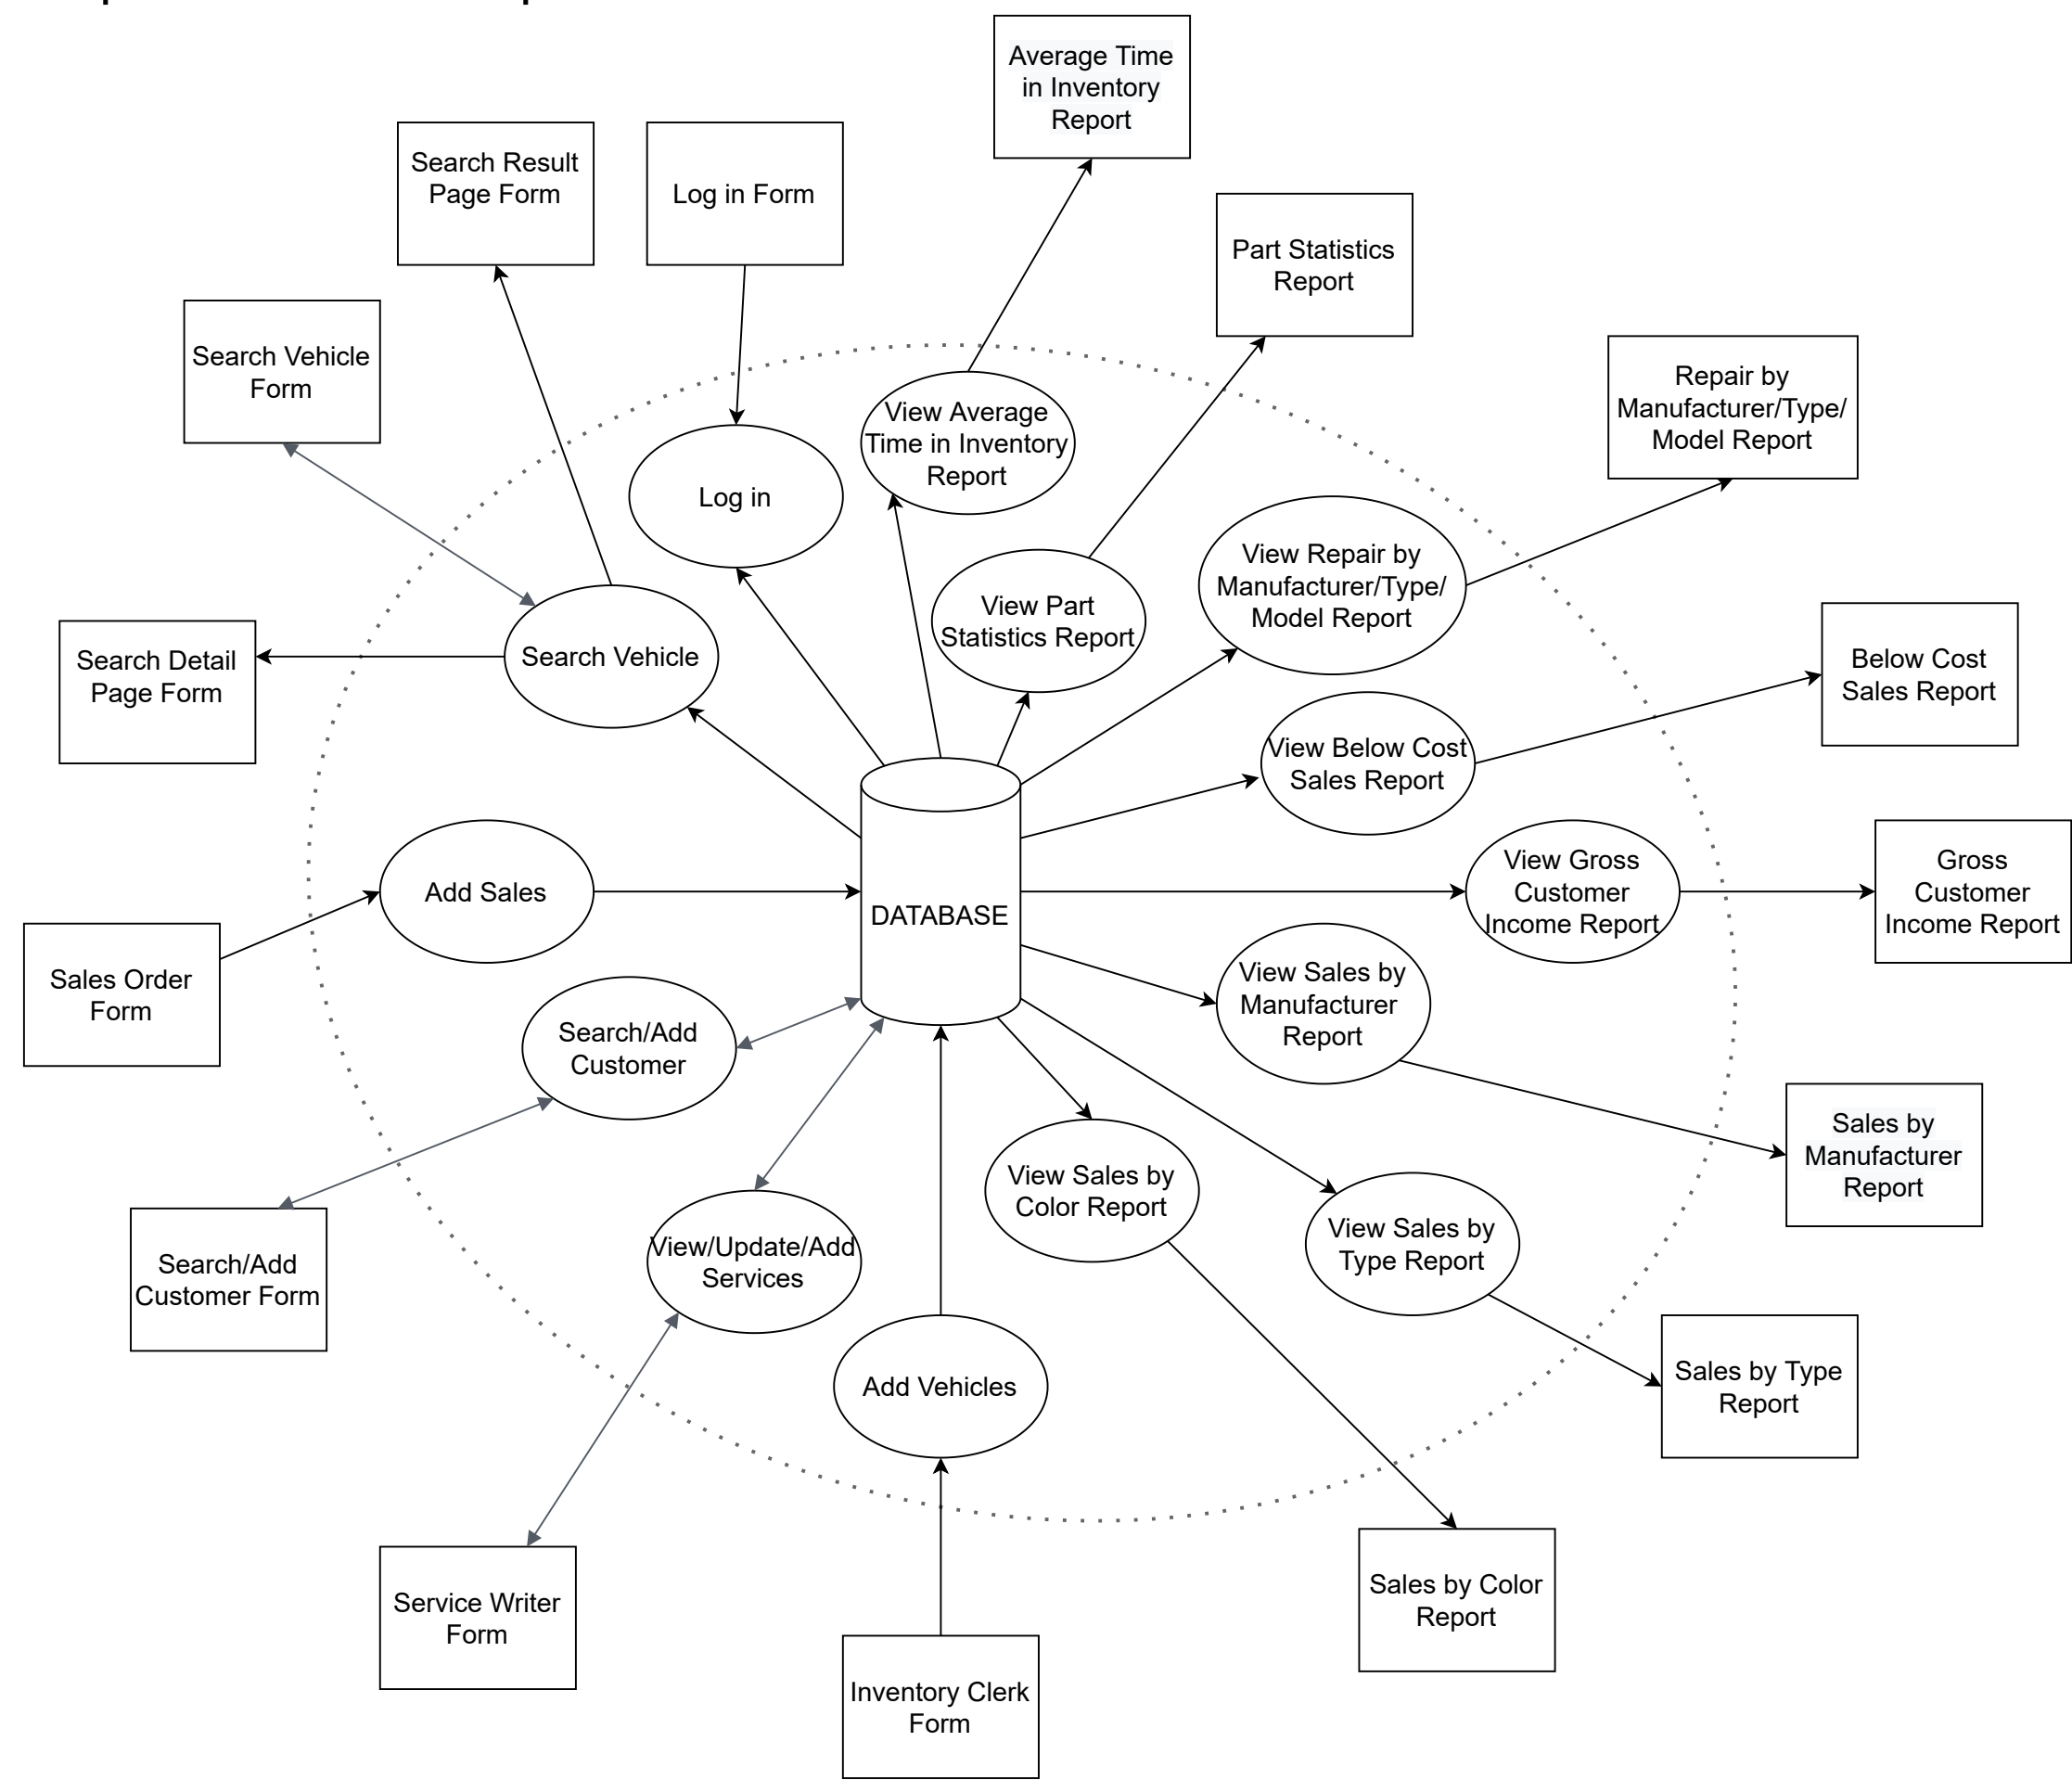 Average Time
in Inventory
Report
Search Result
Page Form
Log in Form
Part Statistics
Report
Search Vehicle
Form
Repair by
Manufacturer/Type/
Model Report
View Average
Time in Inventory
Report
Log in
View Repair by
Manufacturer/Type/
Model Report
View Part
Statistics Report
Search Vehicle
Search Detail
Page Form
Below Cost
Sales Report
View Below Cost
Sales Report
Add Sales
DATABASE
View Gross
Customer
Income Report
Gross
Customer
Income Report
Sales Order
Form
View Sales by
Manufacturer
Report
Search/Add
Customer
Sales by
Manufacturer
Report
View Sales by
Color Report
View Sales by
Type Report
Search/Add
Customer Form
View/Update/Add
Services
Add Vehicles
Sales by Type
Report
Service Writer
Form
Sales by Color
Report
Inventory Clerk
Form